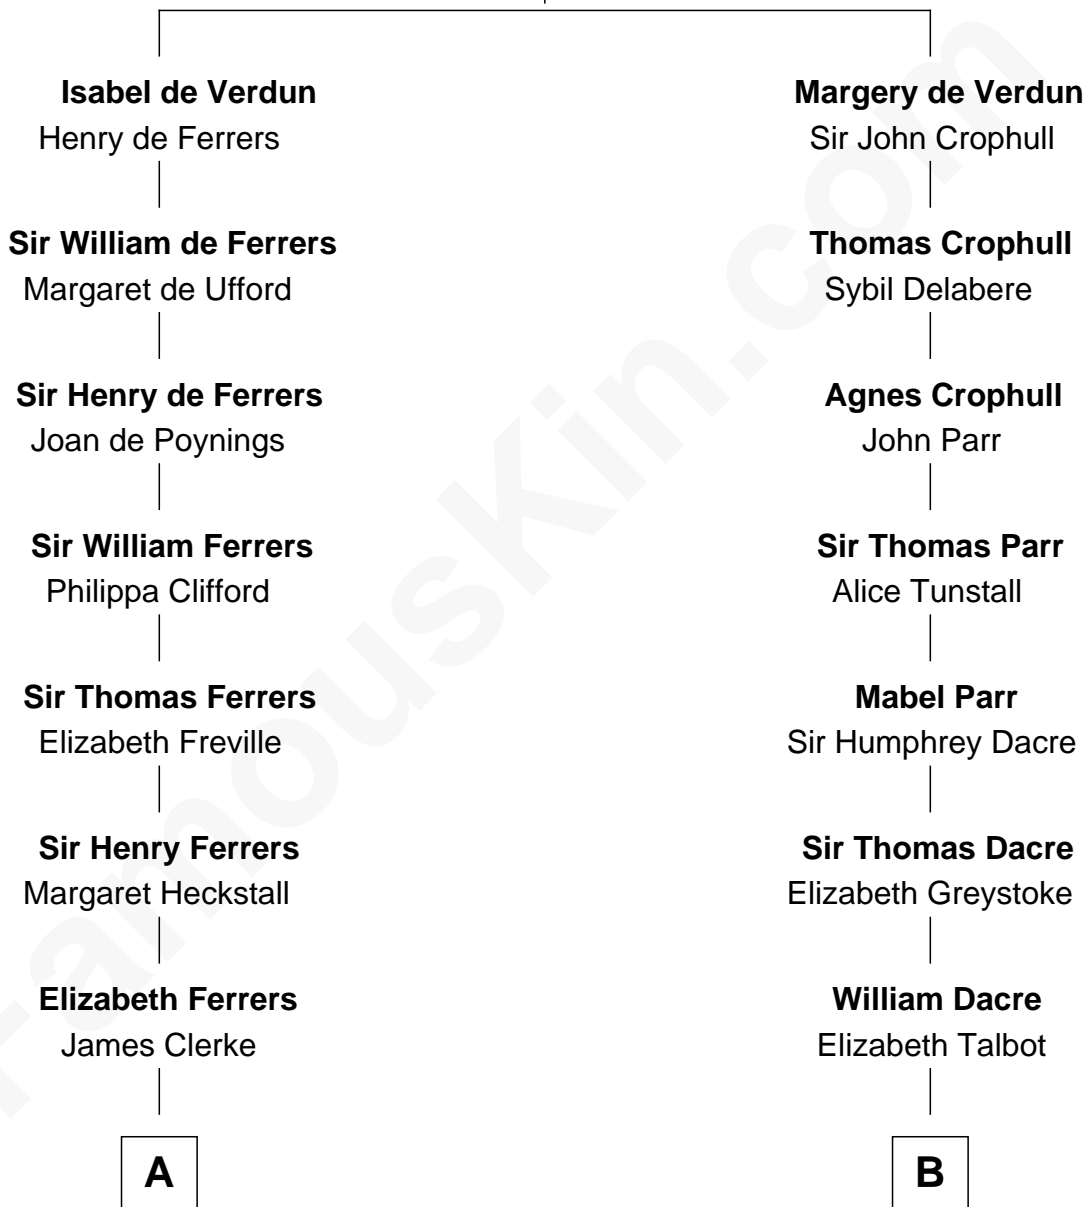 Isabel de Verdun
Henry de Ferrers
Sir William de Ferrers
Margaret de Ufford
Sir Henry de Ferrers
Joan de Poynings
Sir William Ferrers
Philippa Clifford
Sir Thomas Ferrers
Elizabeth Freville
Sir Henry Ferrers
Margaret Heckstall
Elizabeth Ferrers
James Clerke
A
Margery de Verdun
Sir John Crophull
Thomas Crophull
Sybil Delabere
Agnes Crophull
John Parr
Sir Thomas Parr
Alice Tunstall
Mabel Parr
Sir Humphrey Dacre
Sir Thomas Dacre
Elizabeth Greystoke
William Dacre
Elizabeth Talbot
B
FamousKin.com